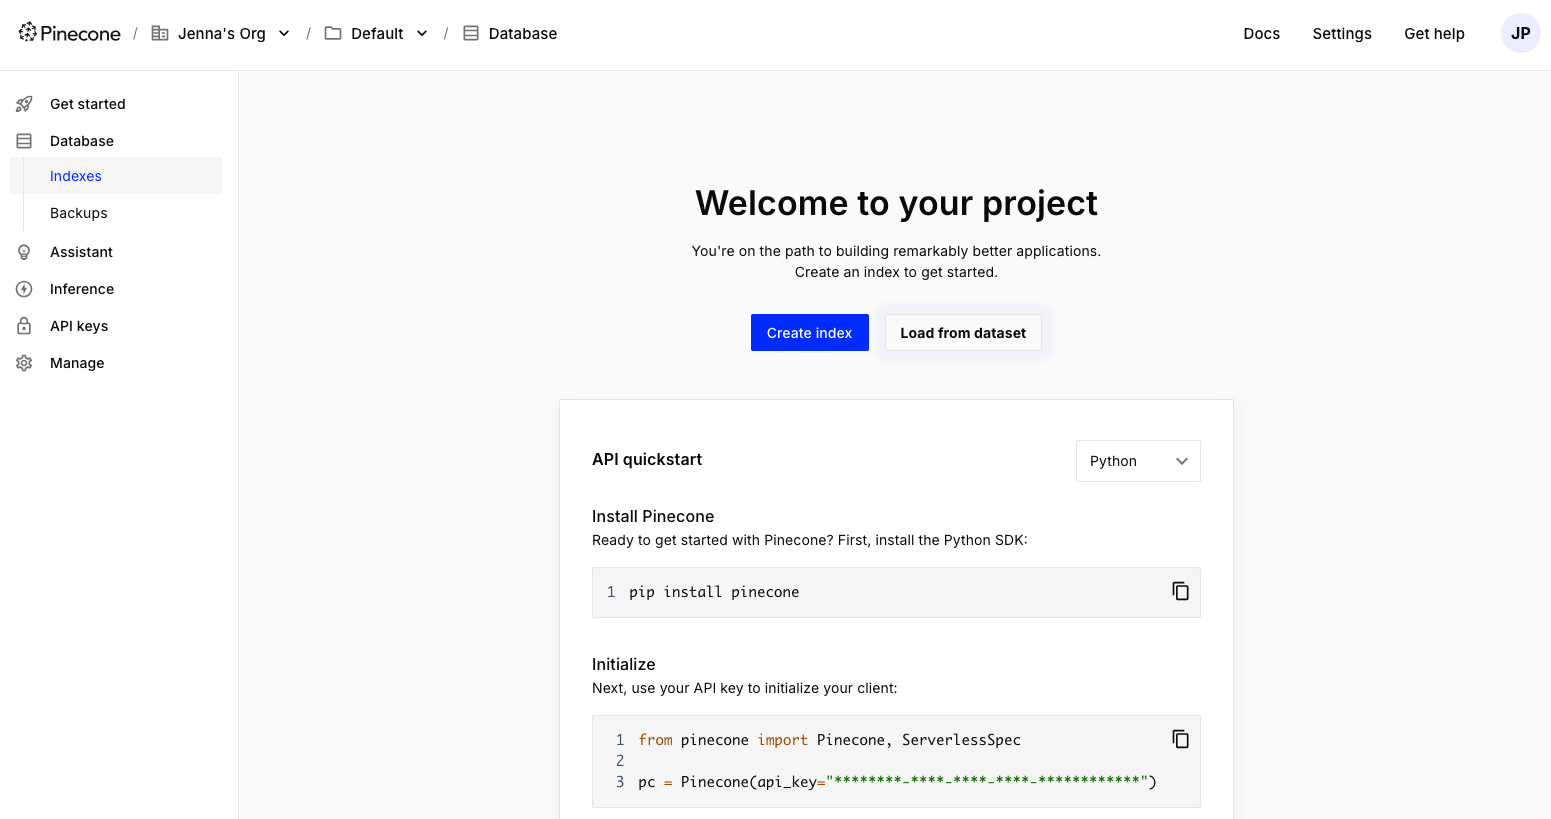 Pinecone / Jenna's Org / Default / Database
Docs Settings Get help JP
Get started
Database
Indexes
Backups
Assistant
Inference
API keys
Manage
Welcome to your project
You're on the path to building remarkably better applications.
Create an index to get started.
Create index Load from dataset
API quickstart Python
Install Pinecone
Ready to get started with Pinecone? First, install the Python SDK:
1 pip install pinecone
Initialize
Next, use your API key to initialize your client:
1 from pinecone import Pinecone, ServerlessSpec
2
3 pc = Pinecone(api_key="********-****-****-****-************")